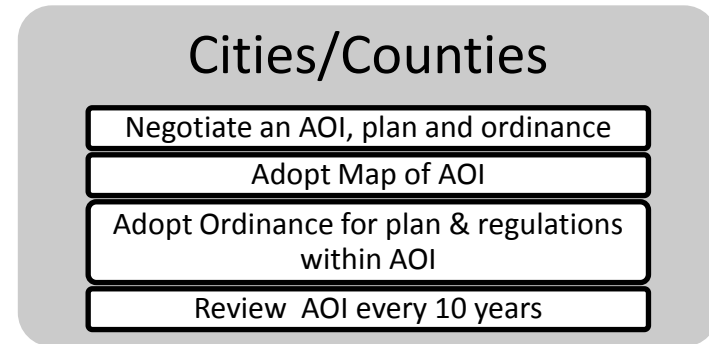 Cities/Counties
Negotiate an AOI, plan and ordinance
Adopt Map of AOI
Adopt Ordinance for plan & regulations
within AOI
Review AOI every 10 years